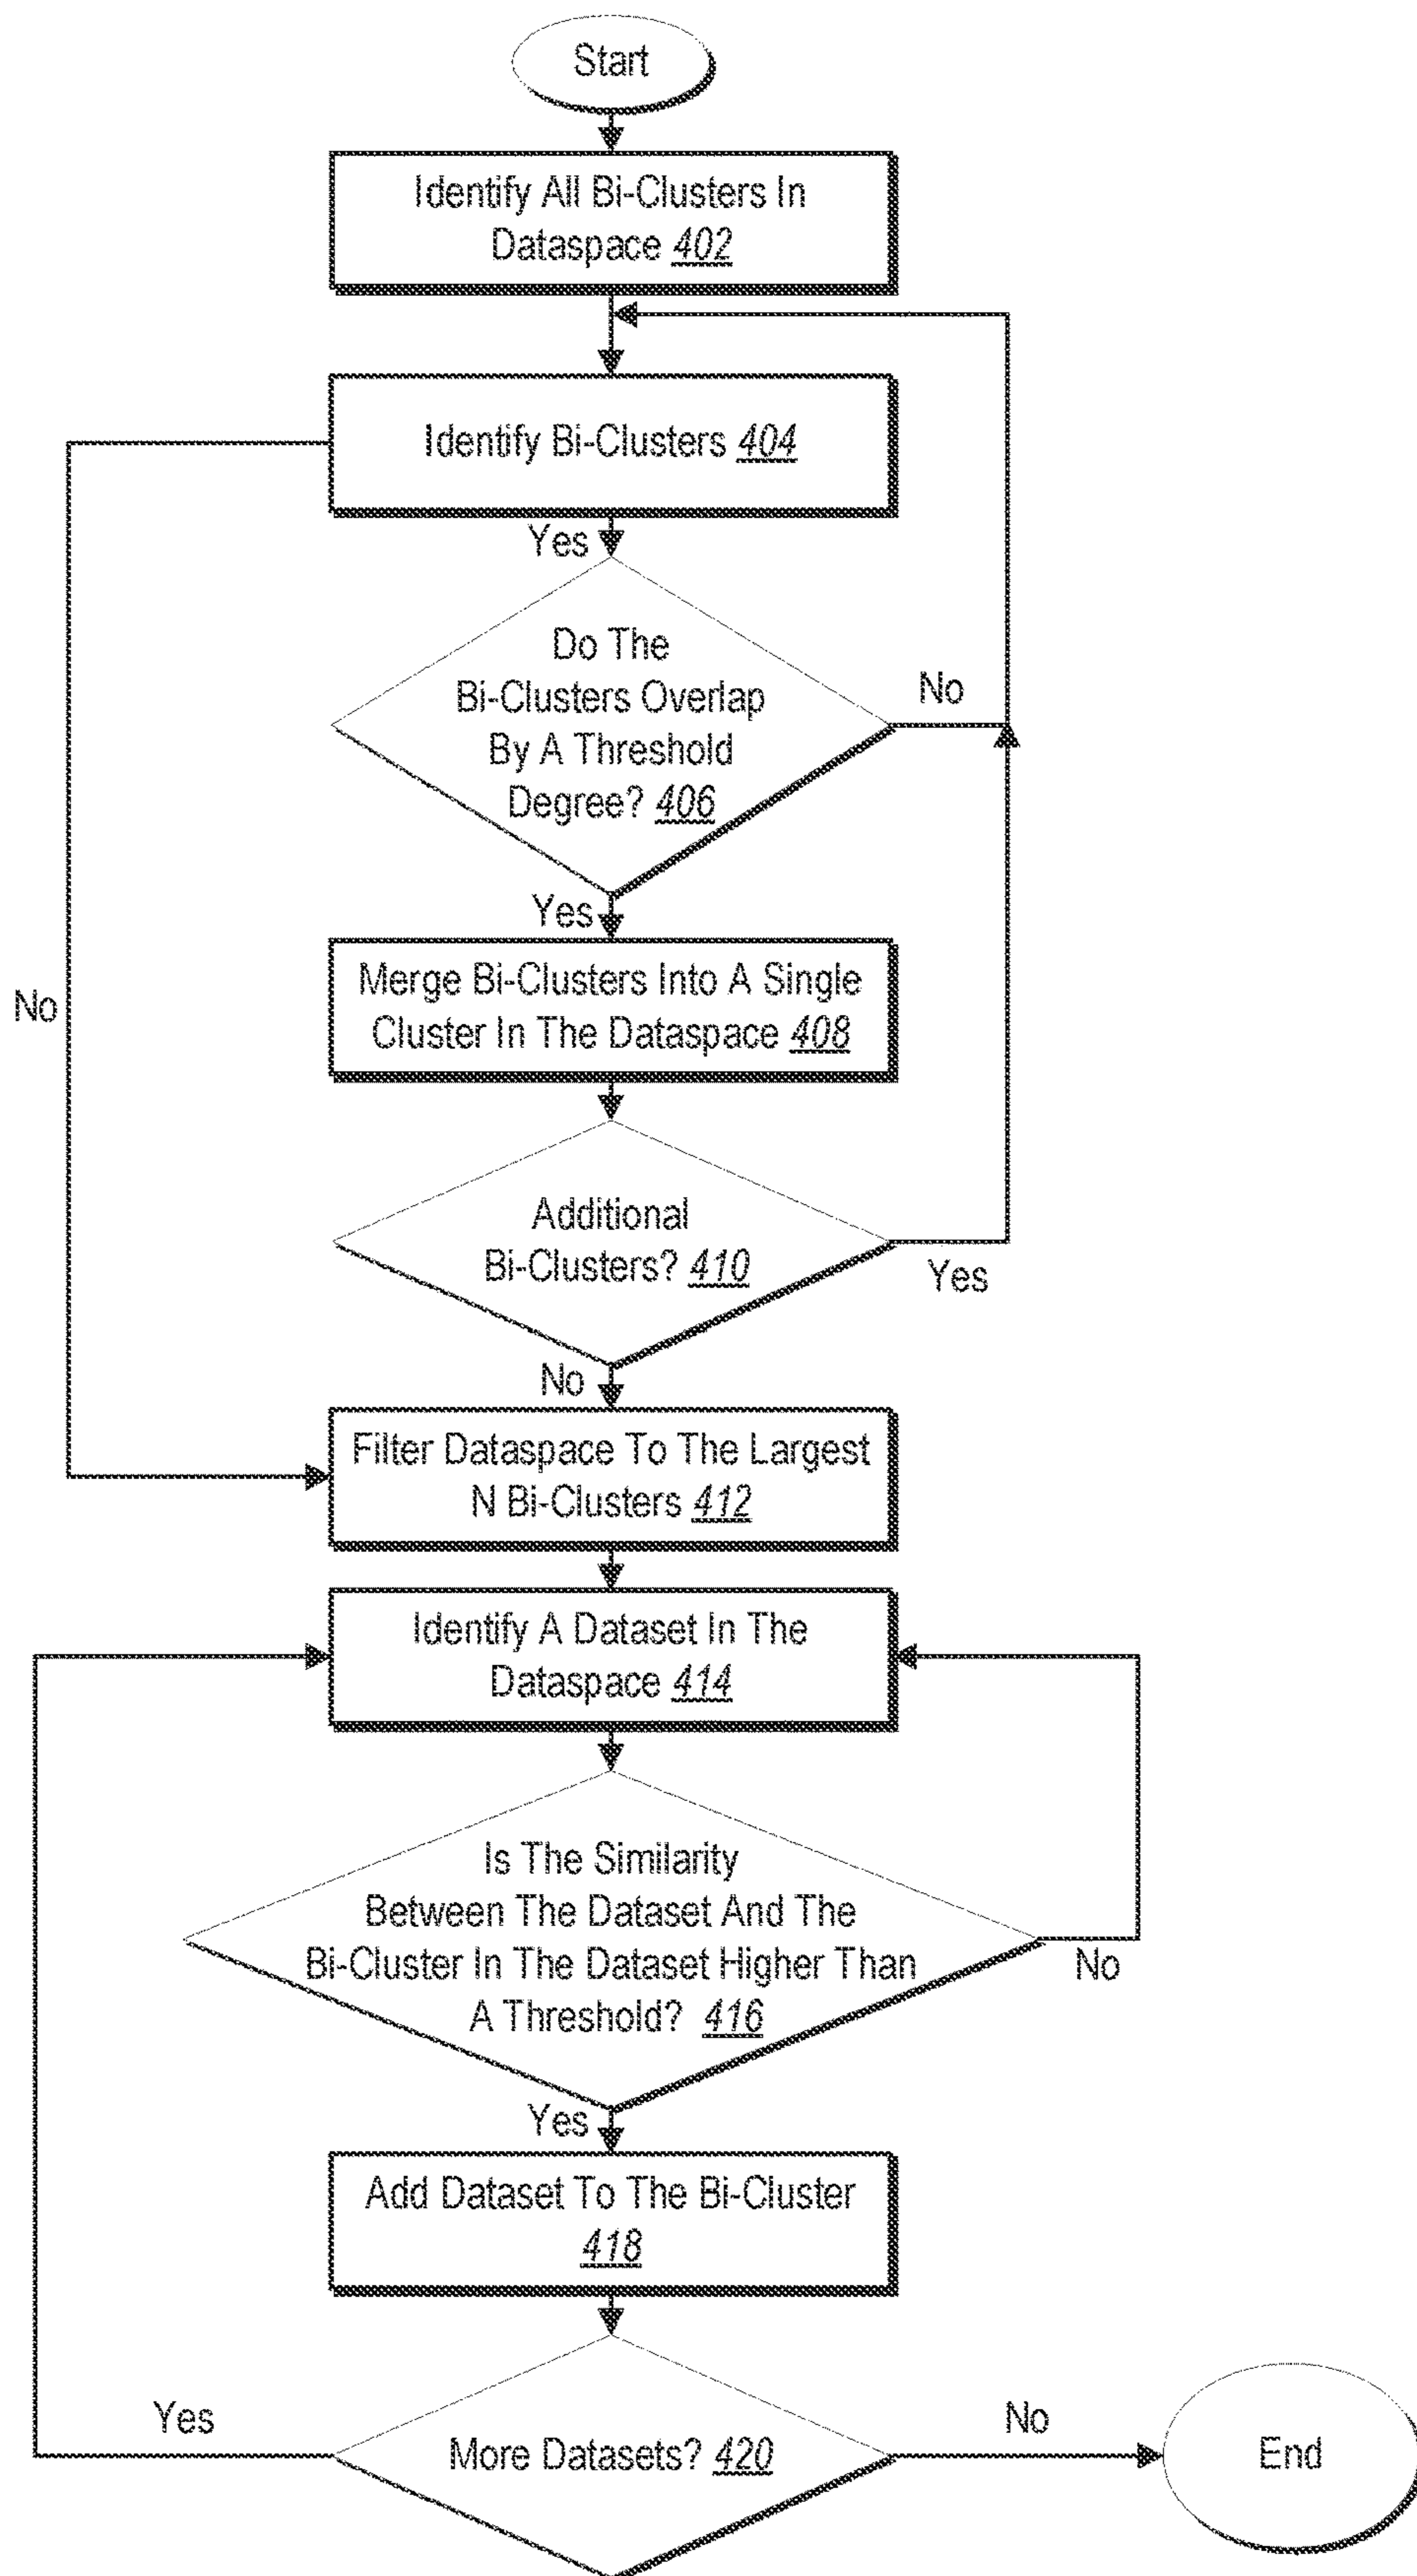 Start
Identify All Bi-Clusters In
Dataspace 402
Identify Bi-Clusters 404
Yes
Do The
Bi-Clusters Overlap
By A Threshold
Degree? 406
No
Yes
Merge Bi-Clusters Into A Single
Cluster In The Dataspace 408
No
Additional
Bi-Clusters? 410
Yes
No
Filter Dataspace To The Largest
N Bi-Clusters 412
Identify A Dataset In The
Dataspace 414
Is The Similarity
Between The Dataset And The
Bi-Cluster In The Dataset Higher Than
A Threshold? 416
No
Yes
Add Dataset To The Bi-Cluster
418
Yes
More Datasets? 420
No
End